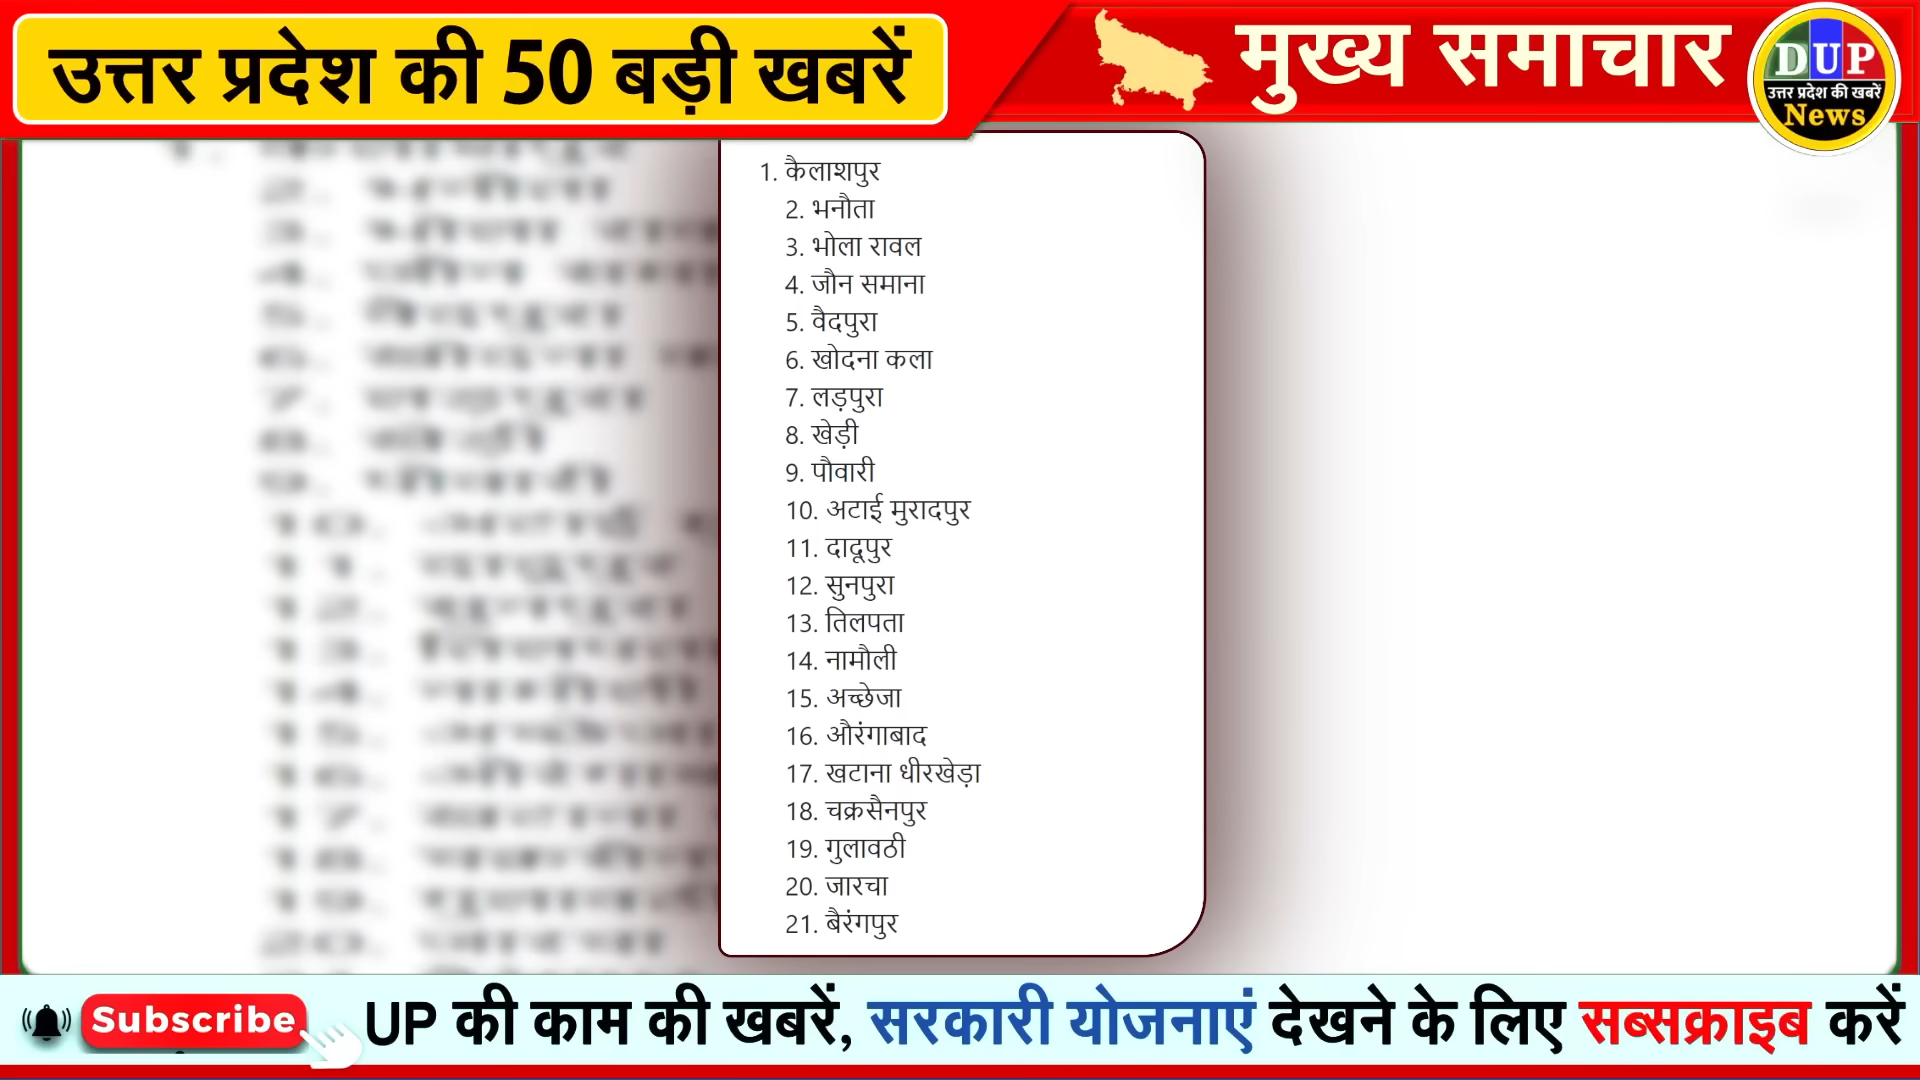 उत्तर प्रदेश की 50 बड़ी खबरें
मुख्य समाचार
DUP
उत्तर प्रदेश की खबरें
News
1. कैलाशपुर
2. भनौता
3. भोला रावल
4. जौन समाना
5. वैदपुरा
6. खोदना कला
7. लड़पुरा
8. खेड़ी
9. पौवारी
10. अटाई मुरादपुर
11. दादूपुर
12. सुनपुरा
13. तिलपता
14. नामौली
15. अच्छेजा
16. औरंगाबाद
17. खटाना धीरखेड़ा
18. चक्रसैनपुर
19. गुलावठी
20. जारचा
21. बैरंगपुर
Subscribe
UP की काम की खबरें, सरकारी योजनाएं देखने के लिए सब्सक्राइब करें